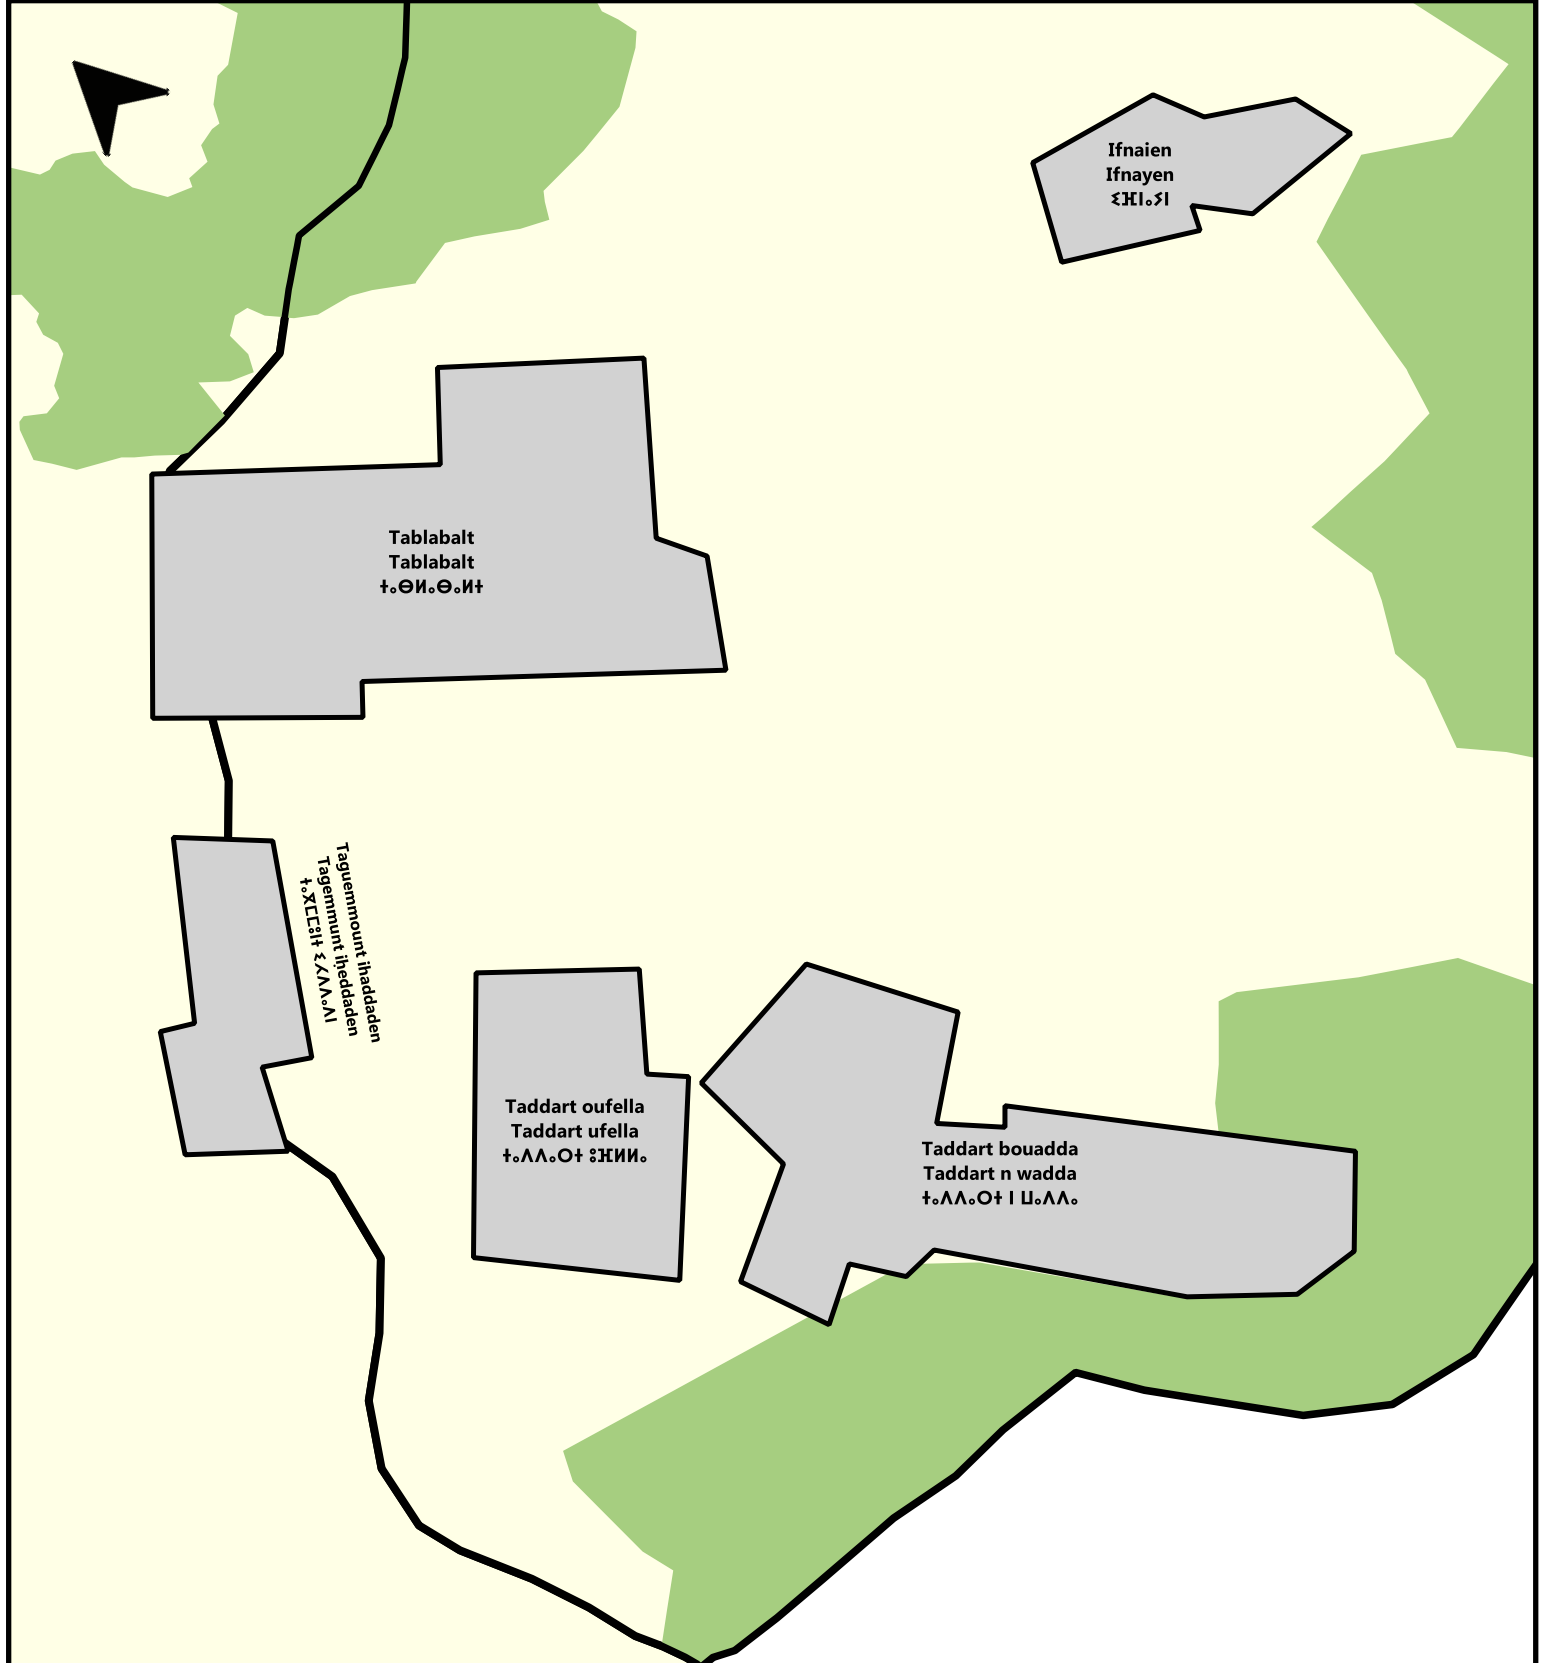 Ifnaien
Ifnayen
ⵉⴼⵏⴰⵢⵏ
Tablabalt
Tablabalt
ⵜⴰⴱⵍⴰⴱⴰⵍⵜ
Taguemmount ihaddaden
Tagemmunt iḥeddaden
ⵜⴰⴳⵎⵎⵓⵏⵜ ⵉⵃⴷⴷⴰⴷⵏ
Taddart oufella
Taddart ufella
ⵜⴰⴷⴷⴰⵔⵜ ⵓⴼⵍⵍⴰ
Taddart bouadda
Taddart n wadda
ⵜⴰⴷⴷⴰⵔⵜ ⵏ ⵡⴰⴷⴷⴰ